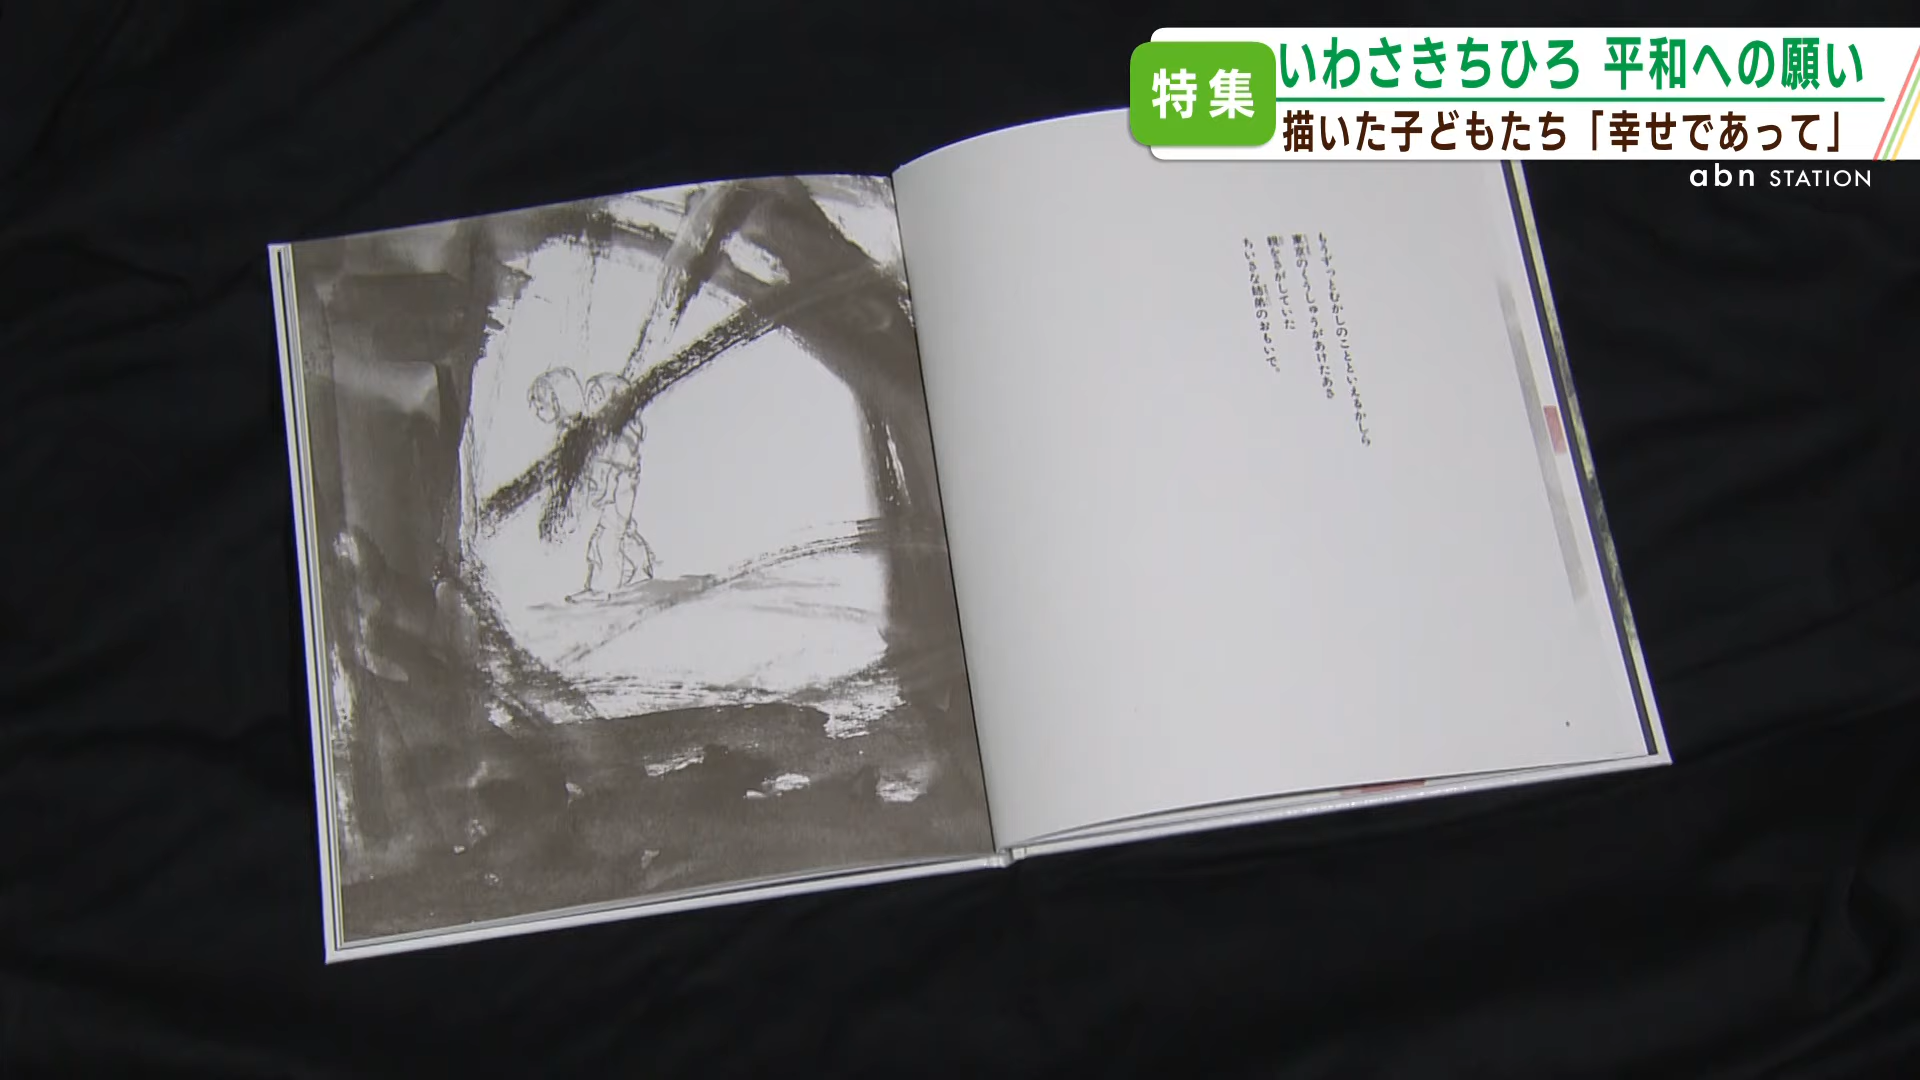 特集
いわさきちひろ 平和への願い
描いた子どもたち「幸せであって」
abn STATION
もうずっとむかしのことといえるかしら
東京のくうしゅうがあけたあさ
親をさがしていた
ちいさな姉弟のおもいで。